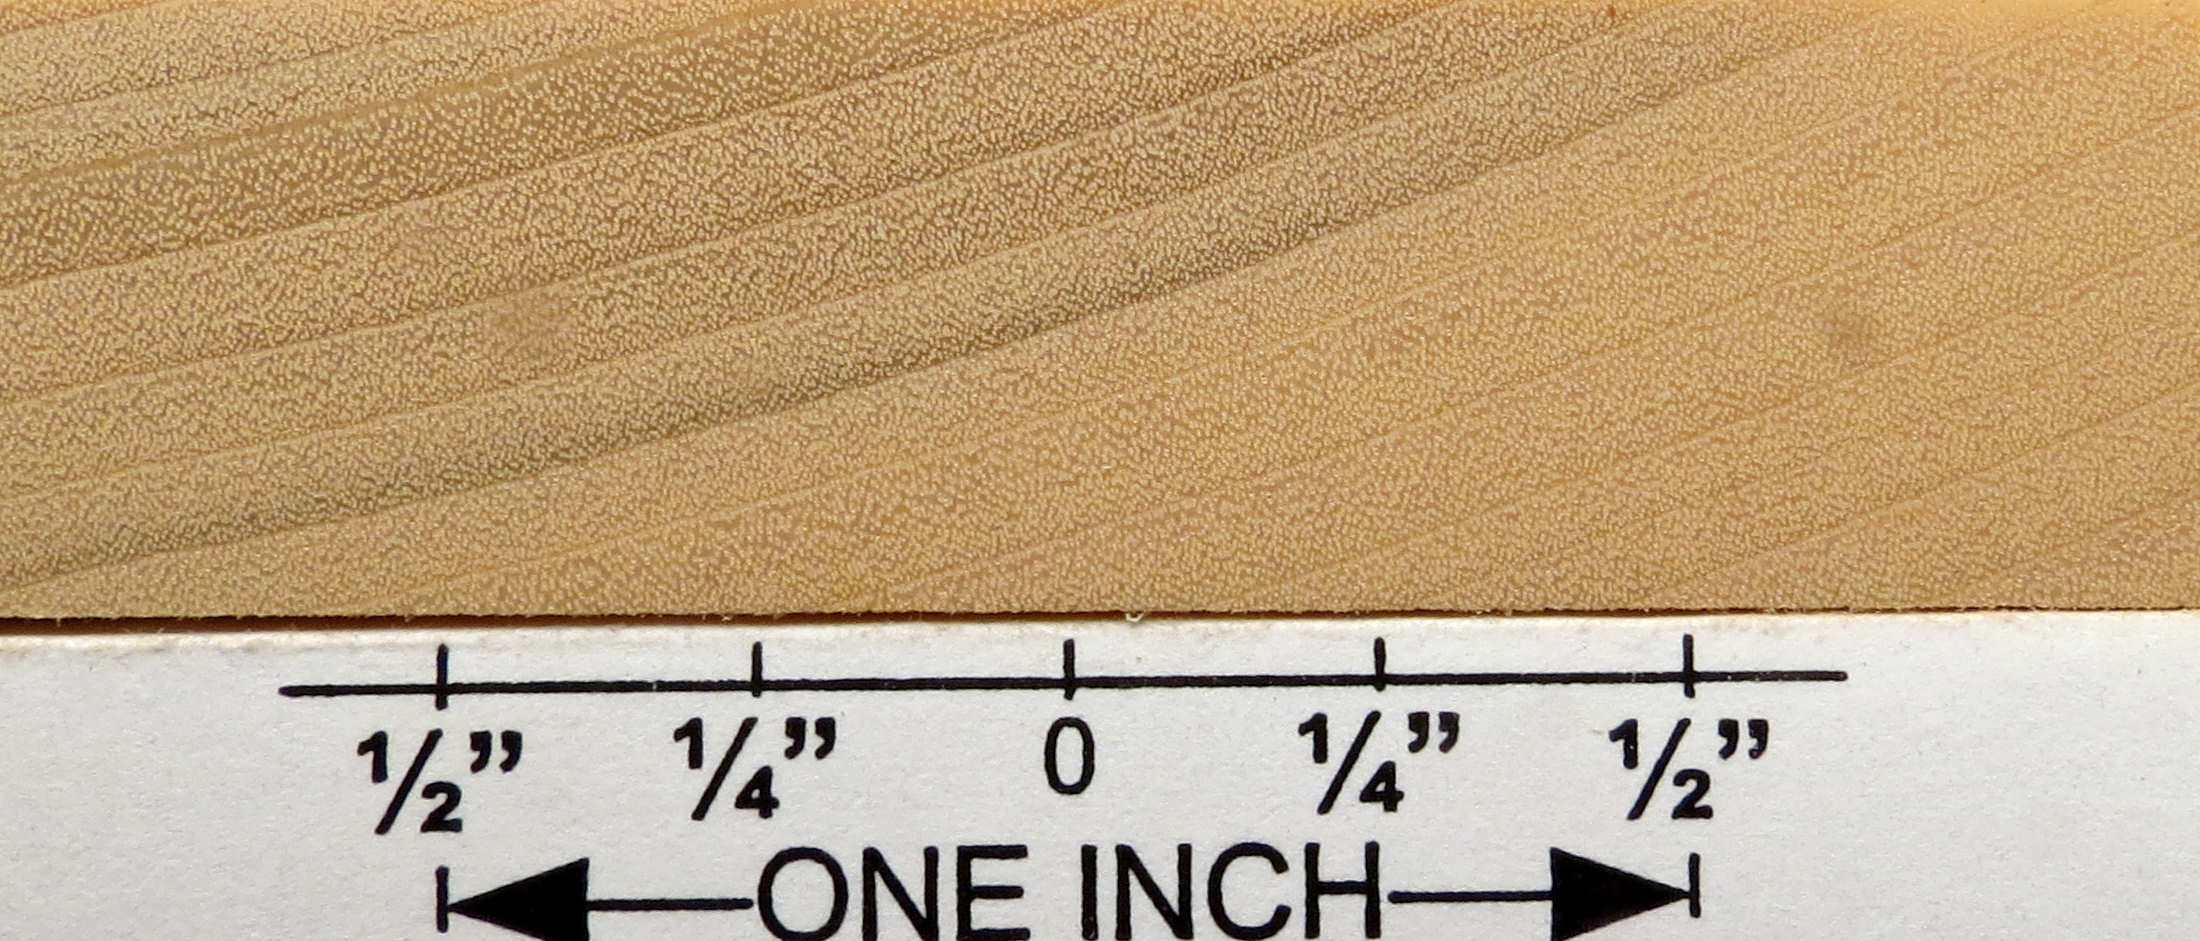 ½” ¼” 0 ¼” ½”
ONE INCH